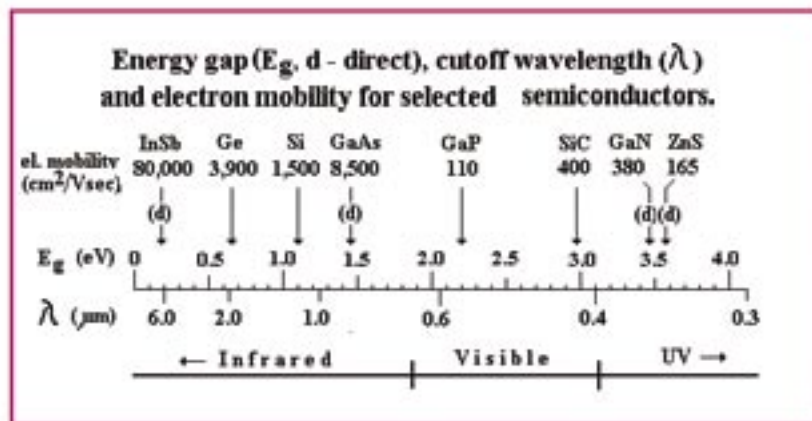 Energy gap (Eg, d - direct), cutoff wavelength (λ)
and electron mobility for selected semiconductors.
InSb Ge Si GaAs GaP SiC GaN ZnS
el. mobility 80,000 3,900 1,500 8,500 110 400 380 165
(cm²/Vsec)
(d) (d) (d) (d)
Eg (eV) 0 0.5 1.0 1.5 2.0 2.5 3.0 3.5 4.0
λ (µm) 6.0 2.0 1.0 0.6 0.4 0.3
← Infrared Visible UV →